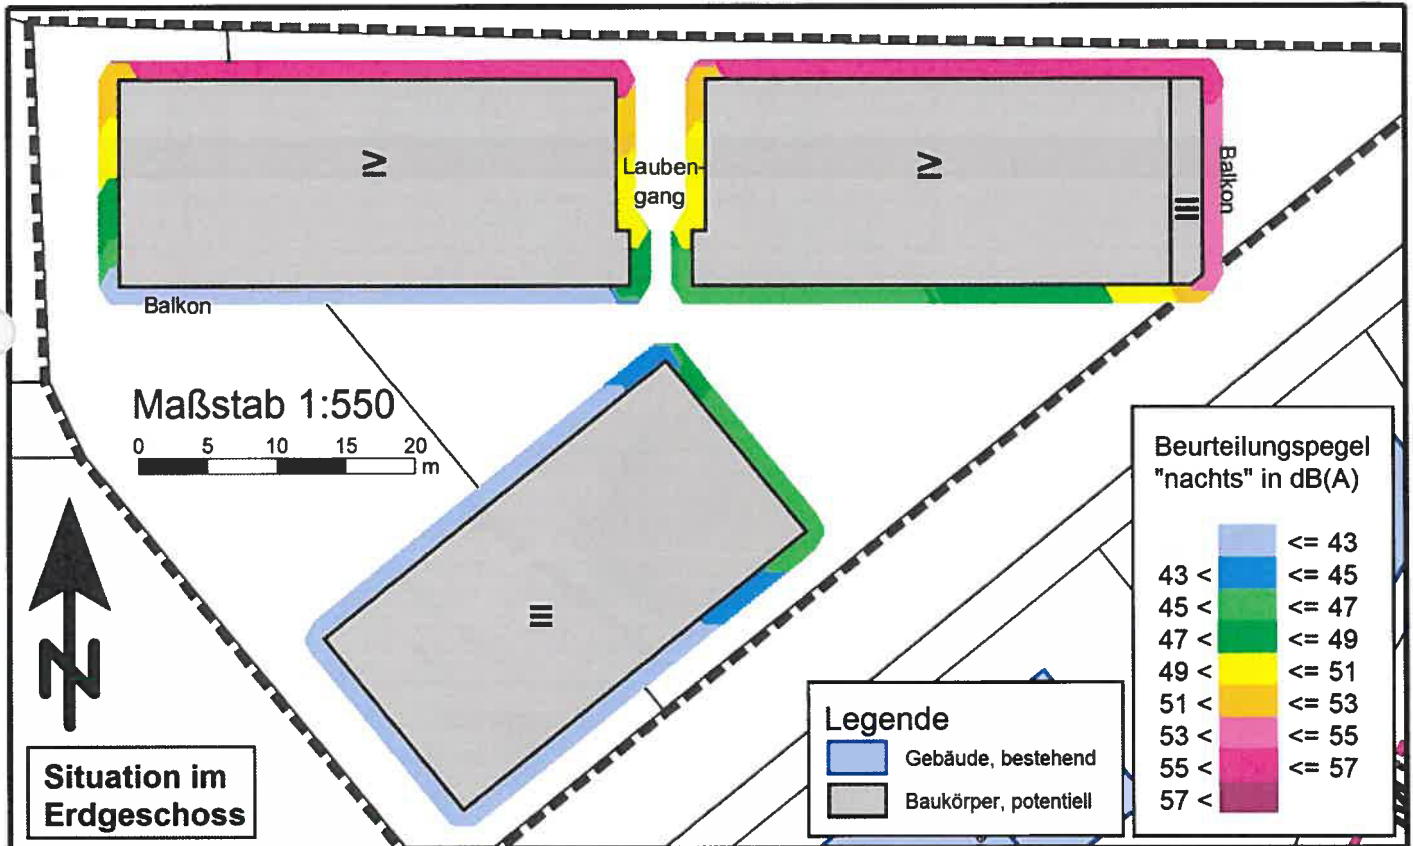 IV
IV
III
Lauben-
gang
Balkon
Balkon
Maßstab 1:550
0 5 10 15 20
m
III
N
Situation im
Erdgeschoss
Legende
Gebäude, bestehend
Baukörper, potentiell
Beurteilungspegel
"nachts" in dB(A)
<= 43
43 < <= 45
45 < <= 47
47 < <= 49
49 < <= 51
51 < <= 53
53 < <= 55
55 < <= 57
57 <